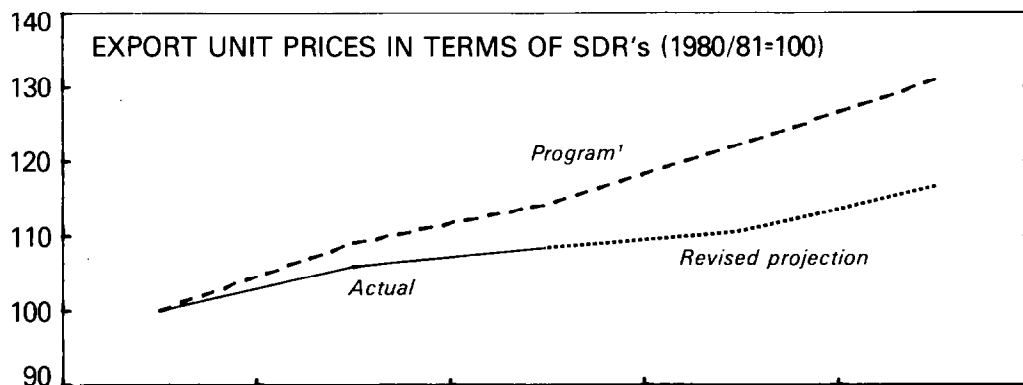 140
EXPORT UNIT PRICES IN TERMS OF SDR's (1980/81=100)
130
Program¹
120
110
Revised projection
Actual
100
90